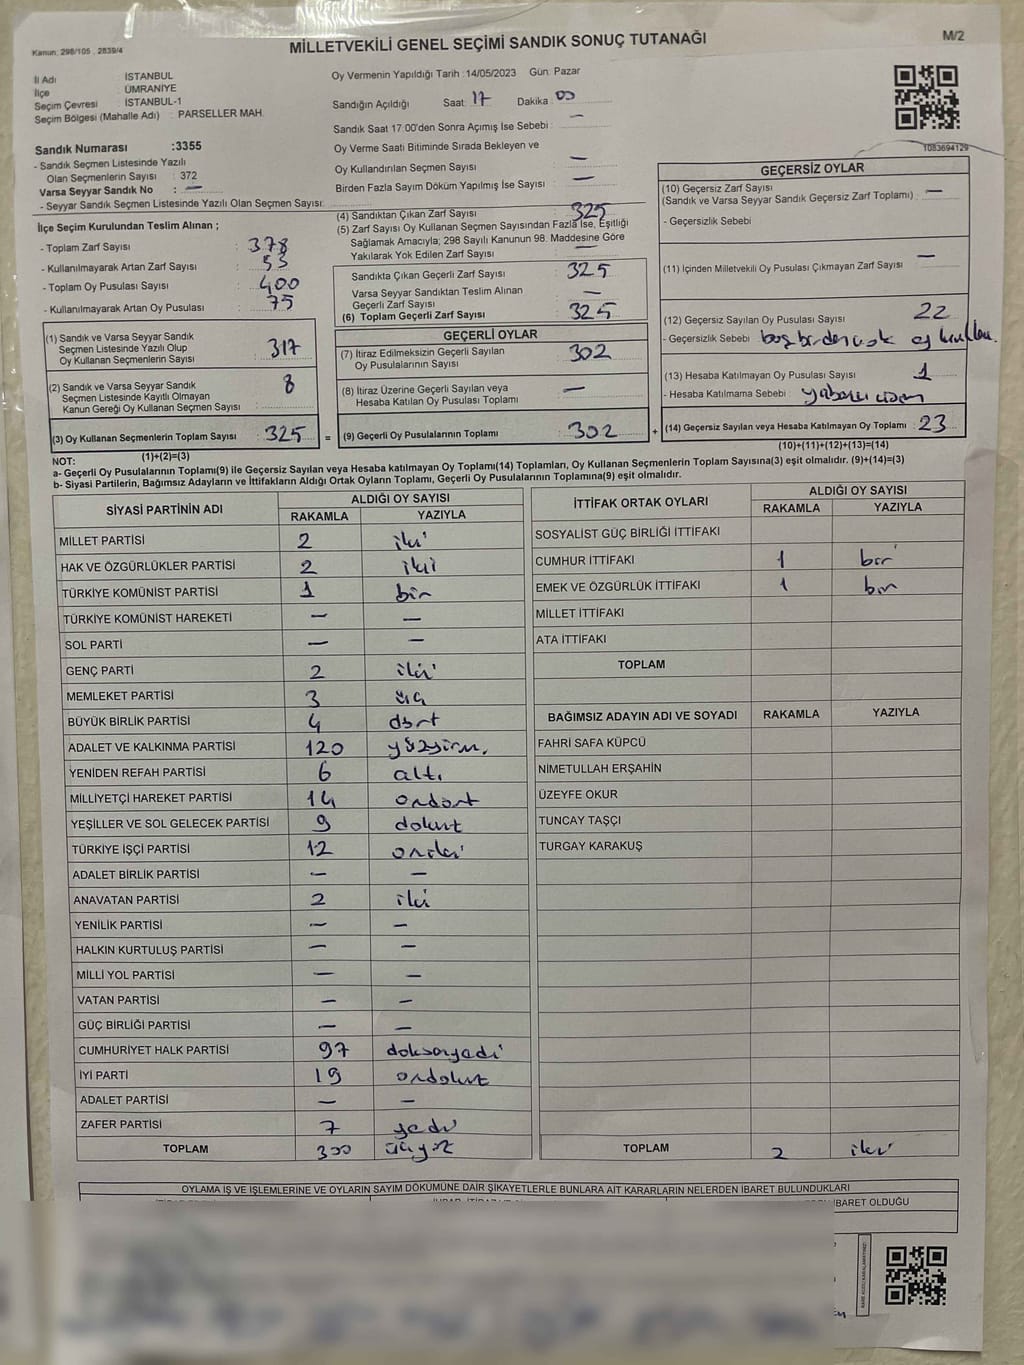 Kanun: 298/105 , 2839/4
MİLLETVEKİLİ GENEL SEÇİMİ SANDIK SONUÇ TUTANAĞI
M/2
İl Adı İSTANBUL
İlçe ÜMRANİYE
Seçim Çevresi İSTANBUL-1
Seçim Bölgesi (Mahalle Adı) : PARSELLER MAH.
Sandık Numarası :3355
- Sandık Seçmen Listesinde Yazılı
Olan Seçmenlerin Sayısı : 372
Varsa Seyyar Sandık No : —
- Seyyar Sandık Seçmen Listesinde Yazılı Olan Seçmen Sayısı:
Oy Vermenin Yapıldığı Tarih :14/05/2023 Gün: Pazar
Sandığın Açıldığı Saat: 17 Dakika: 00
Sandık Saat 17:00'den Sonra Açımış İse Sebebi : —
Oy Verme Saati Bitiminde Sırada Bekleyen ve
Oy Kullandırılan Seçmen Sayısı —
Birden Fazla Sayım Döküm Yapılmış İse Sayısı —
1083694129
İlçe Seçim Kurulundan Teslim Alınan ;
- Toplam Zarf Sayısı : 378
- Kullanılmayarak Artan Zarf Sayısı : 53
- Toplam Oy Pusulası Sayısı : 400
- Kullanılmayarak Artan Oy Pusulası : 75
(1) Sandık ve Varsa Seyyar Sandık
Seçmen Listesinde Yazılı Olup
Oy Kullanan Seçmenlerin Sayısı 317
(2) Sandık ve Varsa Seyyar Sandık
Seçmen Listesinde Kayıtlı Olmayan
Kanun Gereği Oy Kullanan Seçmen Sayısı 8
(3) Oy Kullanan Seçmenlerin Toplam Sayısı : 325
(1)+(2)=(3)
(4) Sandıktan Çıkan Zarf Sayısı : 325
(5) Zarf Sayısı Oy Kullanan Seçmen Sayısından Fazla İse, Eşitliği
Sağlamak Amacıyla; 298 Sayılı Kanunun 98. Maddesine Göre
Yakılarak Yok Edilen Zarf Sayısı : —
Sandıkta Çıkan Geçerli Zarf Sayısı : 325
Varsa Seyyar Sandıktan Teslim Alınan
Geçerli Zarf Sayısı : —
(6) Toplam Geçerli Zarf Sayısı : 325
GEÇERLİ OYLAR
(7) İtiraz Edilmeksizin Geçerli Sayılan
Oy Pusulalarının Sayısı : 302
(8) İtiraz Üzerine Geçerli Sayılan veya
Hesaba Katılan Oy Pusulası Toplamı : —
= (9) Geçerli Oy Pusulalarının Toplamı : 302 +
GEÇERSİZ OYLAR
(10) Geçersiz Zarf Sayısı
(Sandık ve Varsa Seyyar Sandık Geçersiz Zarf Toplamı) : —
- Geçersizlik Sebebi
(11) İçinden Milletvekili Oy Pusulası Çıkmayan Zarf Sayısı : —
(12) Geçersiz Sayılan Oy Pusulası Sayısı 22
- Geçersizlik Sebebi
(13) Hesaba Katılmayan Oy Pusulası Sayısı 1
- Hesaba Katılmama Sebebi : yabancı cisim
(14) Geçersiz Sayılan veya Hesaba Katılmayan Oy Toplamı : 23
(10)+(11)+(12)+(13)=(14)
NOT:
a- Geçerli Oy Pusulalarının Toplamı(9) ile Geçersiz Sayılan veya Hesaba katılmayan Oy Toplamı(14) Toplamları, Oy Kullanan Seçmenlerin Toplam Sayısına(3) eşit olmalıdır. (9)+(14)=(3)
b- Siyasi Partilerin, Bağımsız Adayların ve İttifakların Aldığı Ortak Oyların Toplamı, Geçerli Oy Pusulalarının Toplamına(9) eşit olmalıdır.
SİYASİ PARTİNİN ADI ALDIĞI OY SAYISI
RAKAMLA YAZIYLA
MİLLET PARTİSİ 2 iki
HAK VE ÖZGÜRLÜKLER PARTİSİ 2 iki
TÜRKİYE KOMÜNİST PARTİSİ 1 bir
TÜRKİYE KOMÜNİST HAREKETİ — —
SOL PARTİ — —
GENÇ PARTİ 2 iki
MEMLEKET PARTİSİ 3 üç
BÜYÜK BİRLİK PARTİSİ 4 dört
ADALET VE KALKINMA PARTİSİ 120 yüzyirm.
YENİDEN REFAH PARTİSİ 6 altı
MİLLİYETÇİ HAREKET PARTİSİ 14 ondört
YEŞİLLER VE SOL GELECEK PARTİSİ 9 dokuz
TÜRKİYE İŞÇİ PARTİSİ 12 oniki
ADALET BİRLİK PARTİSİ — —
ANAVATAN PARTİSİ 2 iki
YENİLİK PARTİSİ — —
HALKIN KURTULUŞ PARTİSİ — —
MİLLİ YOL PARTİSİ — —
VATAN PARTİSİ — —
GÜÇ BİRLİĞİ PARTİSİ — —
CUMHURİYET HALK PARTİSİ 97 doksanyedi
İYİ PARTİ 19 ondokuz
ADALET PARTİSİ — —
ZAFER PARTİSİ 7 yedi
TOPLAM 300 üçyüz
İTTİFAK ORTAK OYLARI ALDIĞI OY SAYISI
RAKAMLA YAZIYLA
SOSYALİST GÜÇ BİRLİĞİ İTTİFAKI
CUMHUR İTTİFAKI 1 bir
EMEK VE ÖZGÜRLÜK İTTİFAKI 1 bir
MİLLET İTTİFAKI
ATA İTTİFAKI
TOPLAM
BAĞIMSIZ ADAYIN ADI VE SOYADI RAKAMLA YAZIYLA
FAHRİ SAFA KÜPCÜ
NİMETULLAH ERŞAHİN
ÜZEYFE OKUR
TUNCAY TAŞÇI
TURGAY KARAKUŞ
TOPLAM 2 iki
OYLAMA İŞ VE İŞLEMLERİNE VE OYLARIN SAYIM DÖKÜMÜNE DAİR ŞİKAYETLERLE BUNLARA AİT KARARLARIN NELERDEN İBARET BULUNDUKLARI
İBARET OLDUĞU